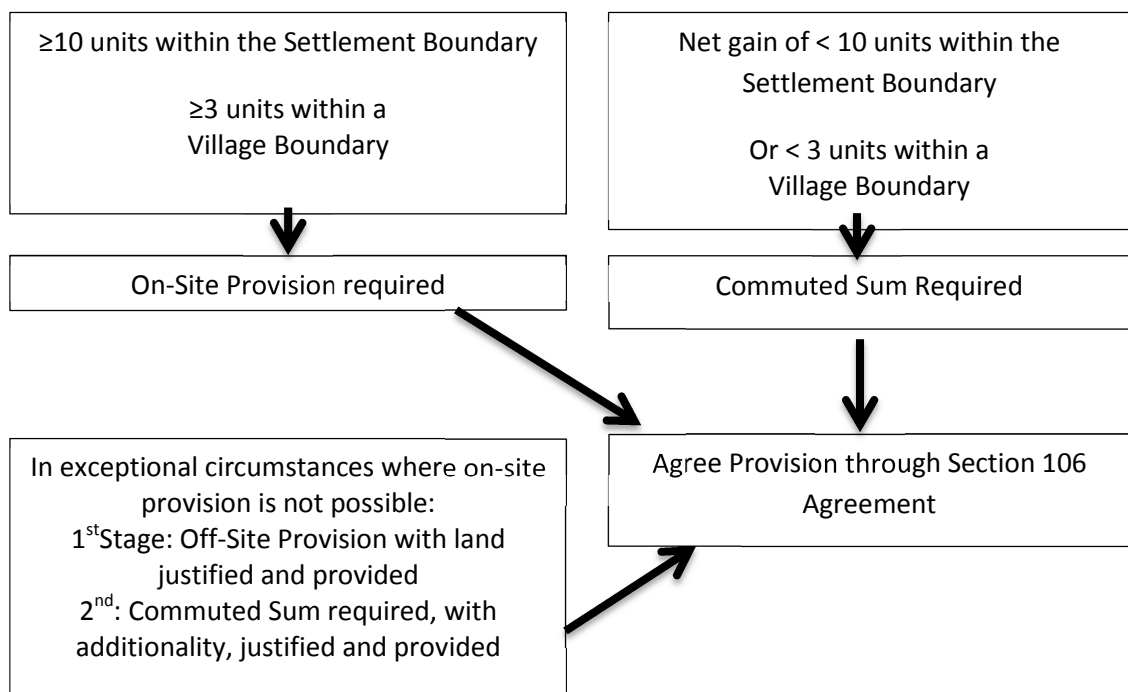 ≥10 units within the Settlement Boundary
≥3 units within a
Village Boundary
Net gain of < 10 units within the
Settlement Boundary
Or < 3 units within a
Village Boundary
On-Site Provision required
Commuted Sum Required
In exceptional circumstances where on-site
provision is not possible:
1stStage: Off-Site Provision with land
justified and provided
2nd: Commuted Sum required, with
additionality, justified and provided
Agree Provision through Section 106
Agreement